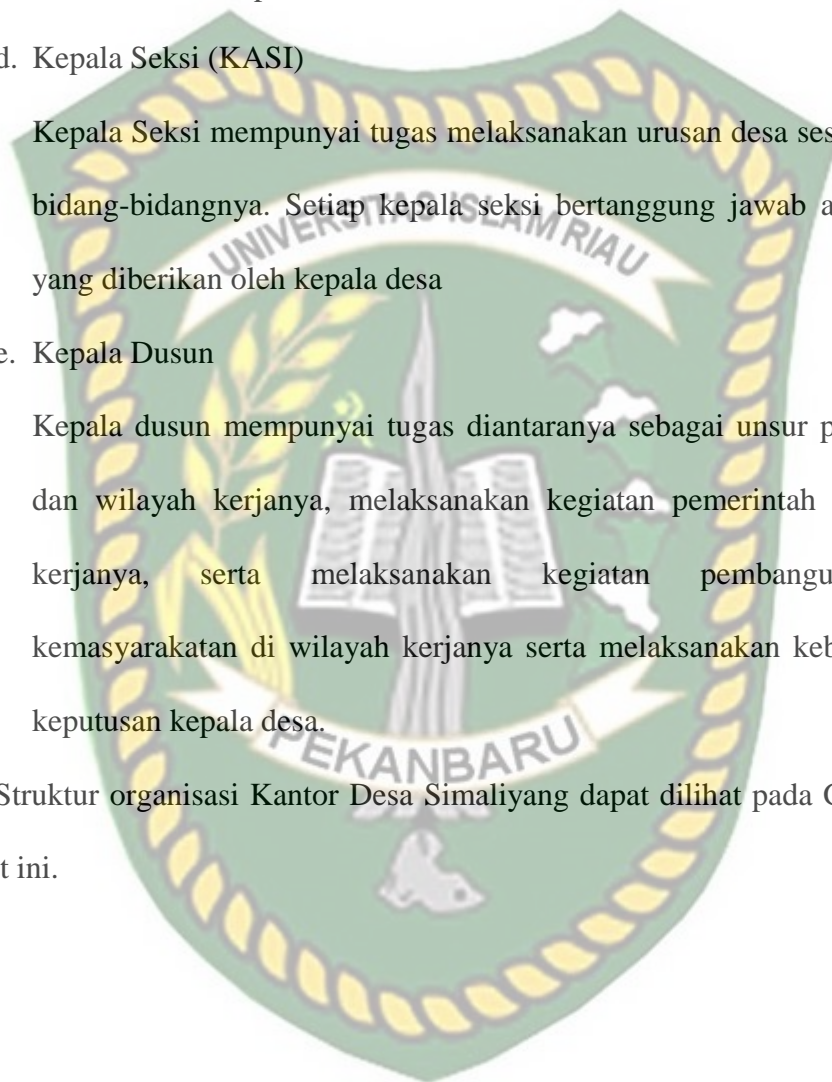 d. Kepala Seksi (KASI)
Kepala Seksi mempunyai tugas melaksanakan urusan desa ses
bidang-bidangnya. Setiap kepala seksi bertanggung jawab a
yang diberikan oleh kepala desa
e. Kepala Dusun
Kepala dusun mempunyai tugas diantaranya sebagai unsur p
dan wilayah kerjanya, melaksanakan kegiatan pemerintah
kerjanya, serta melaksanakan kegiatan pembangu
kemasyarakatan di wilayah kerjanya serta melaksanakan keb
keputusan kepala desa.
Struktur organisasi Kantor Desa Simaliyang dapat dilihat pada G
t ini.
UNIVERSITAS ISLAM RIAU
PEKANBARU